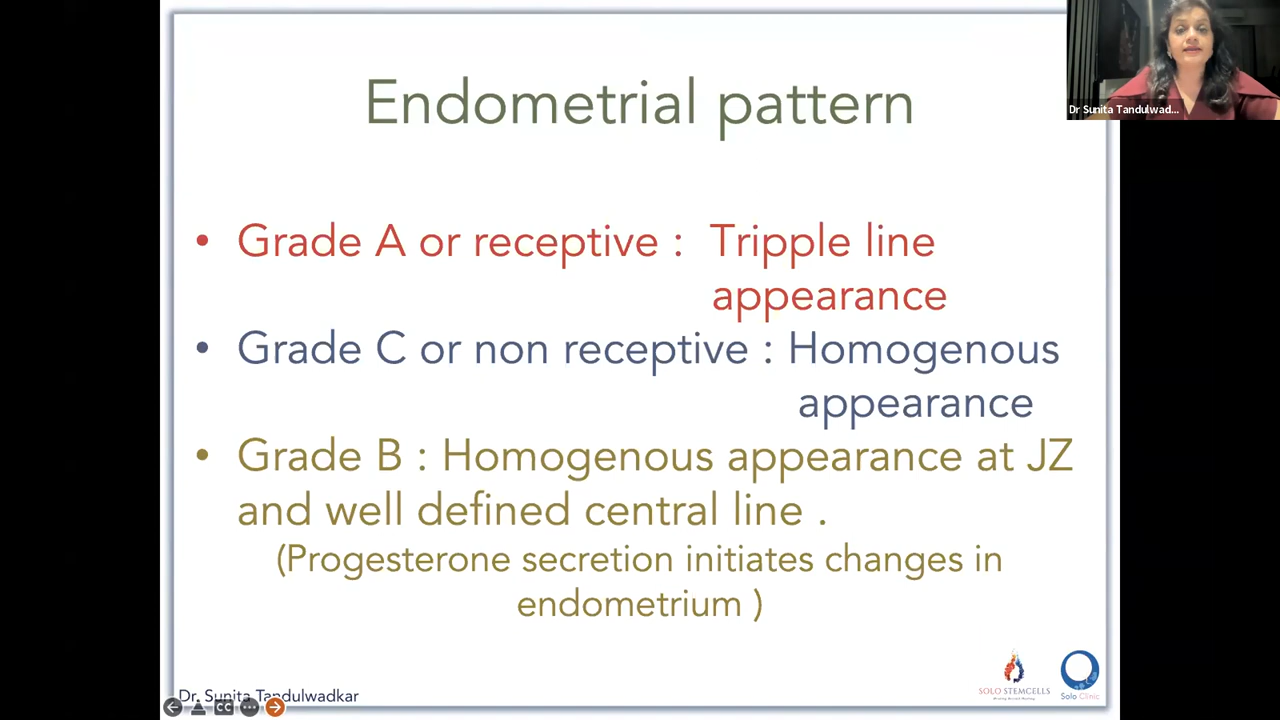 Endometrial pattern
Dr Sunita Tandulwad...
• Grade A or receptive : Tripple line
appearance
• Grade C or non receptive : Homogenous
appearance
• Grade B : Homogenous appearance at JZ
and well defined central line .
(Progesterone secretion initiates changes in
endometrium )
SOLO STEMCELLS
Solo Clinic
Dr. Sunita Tandulwadkar
CC